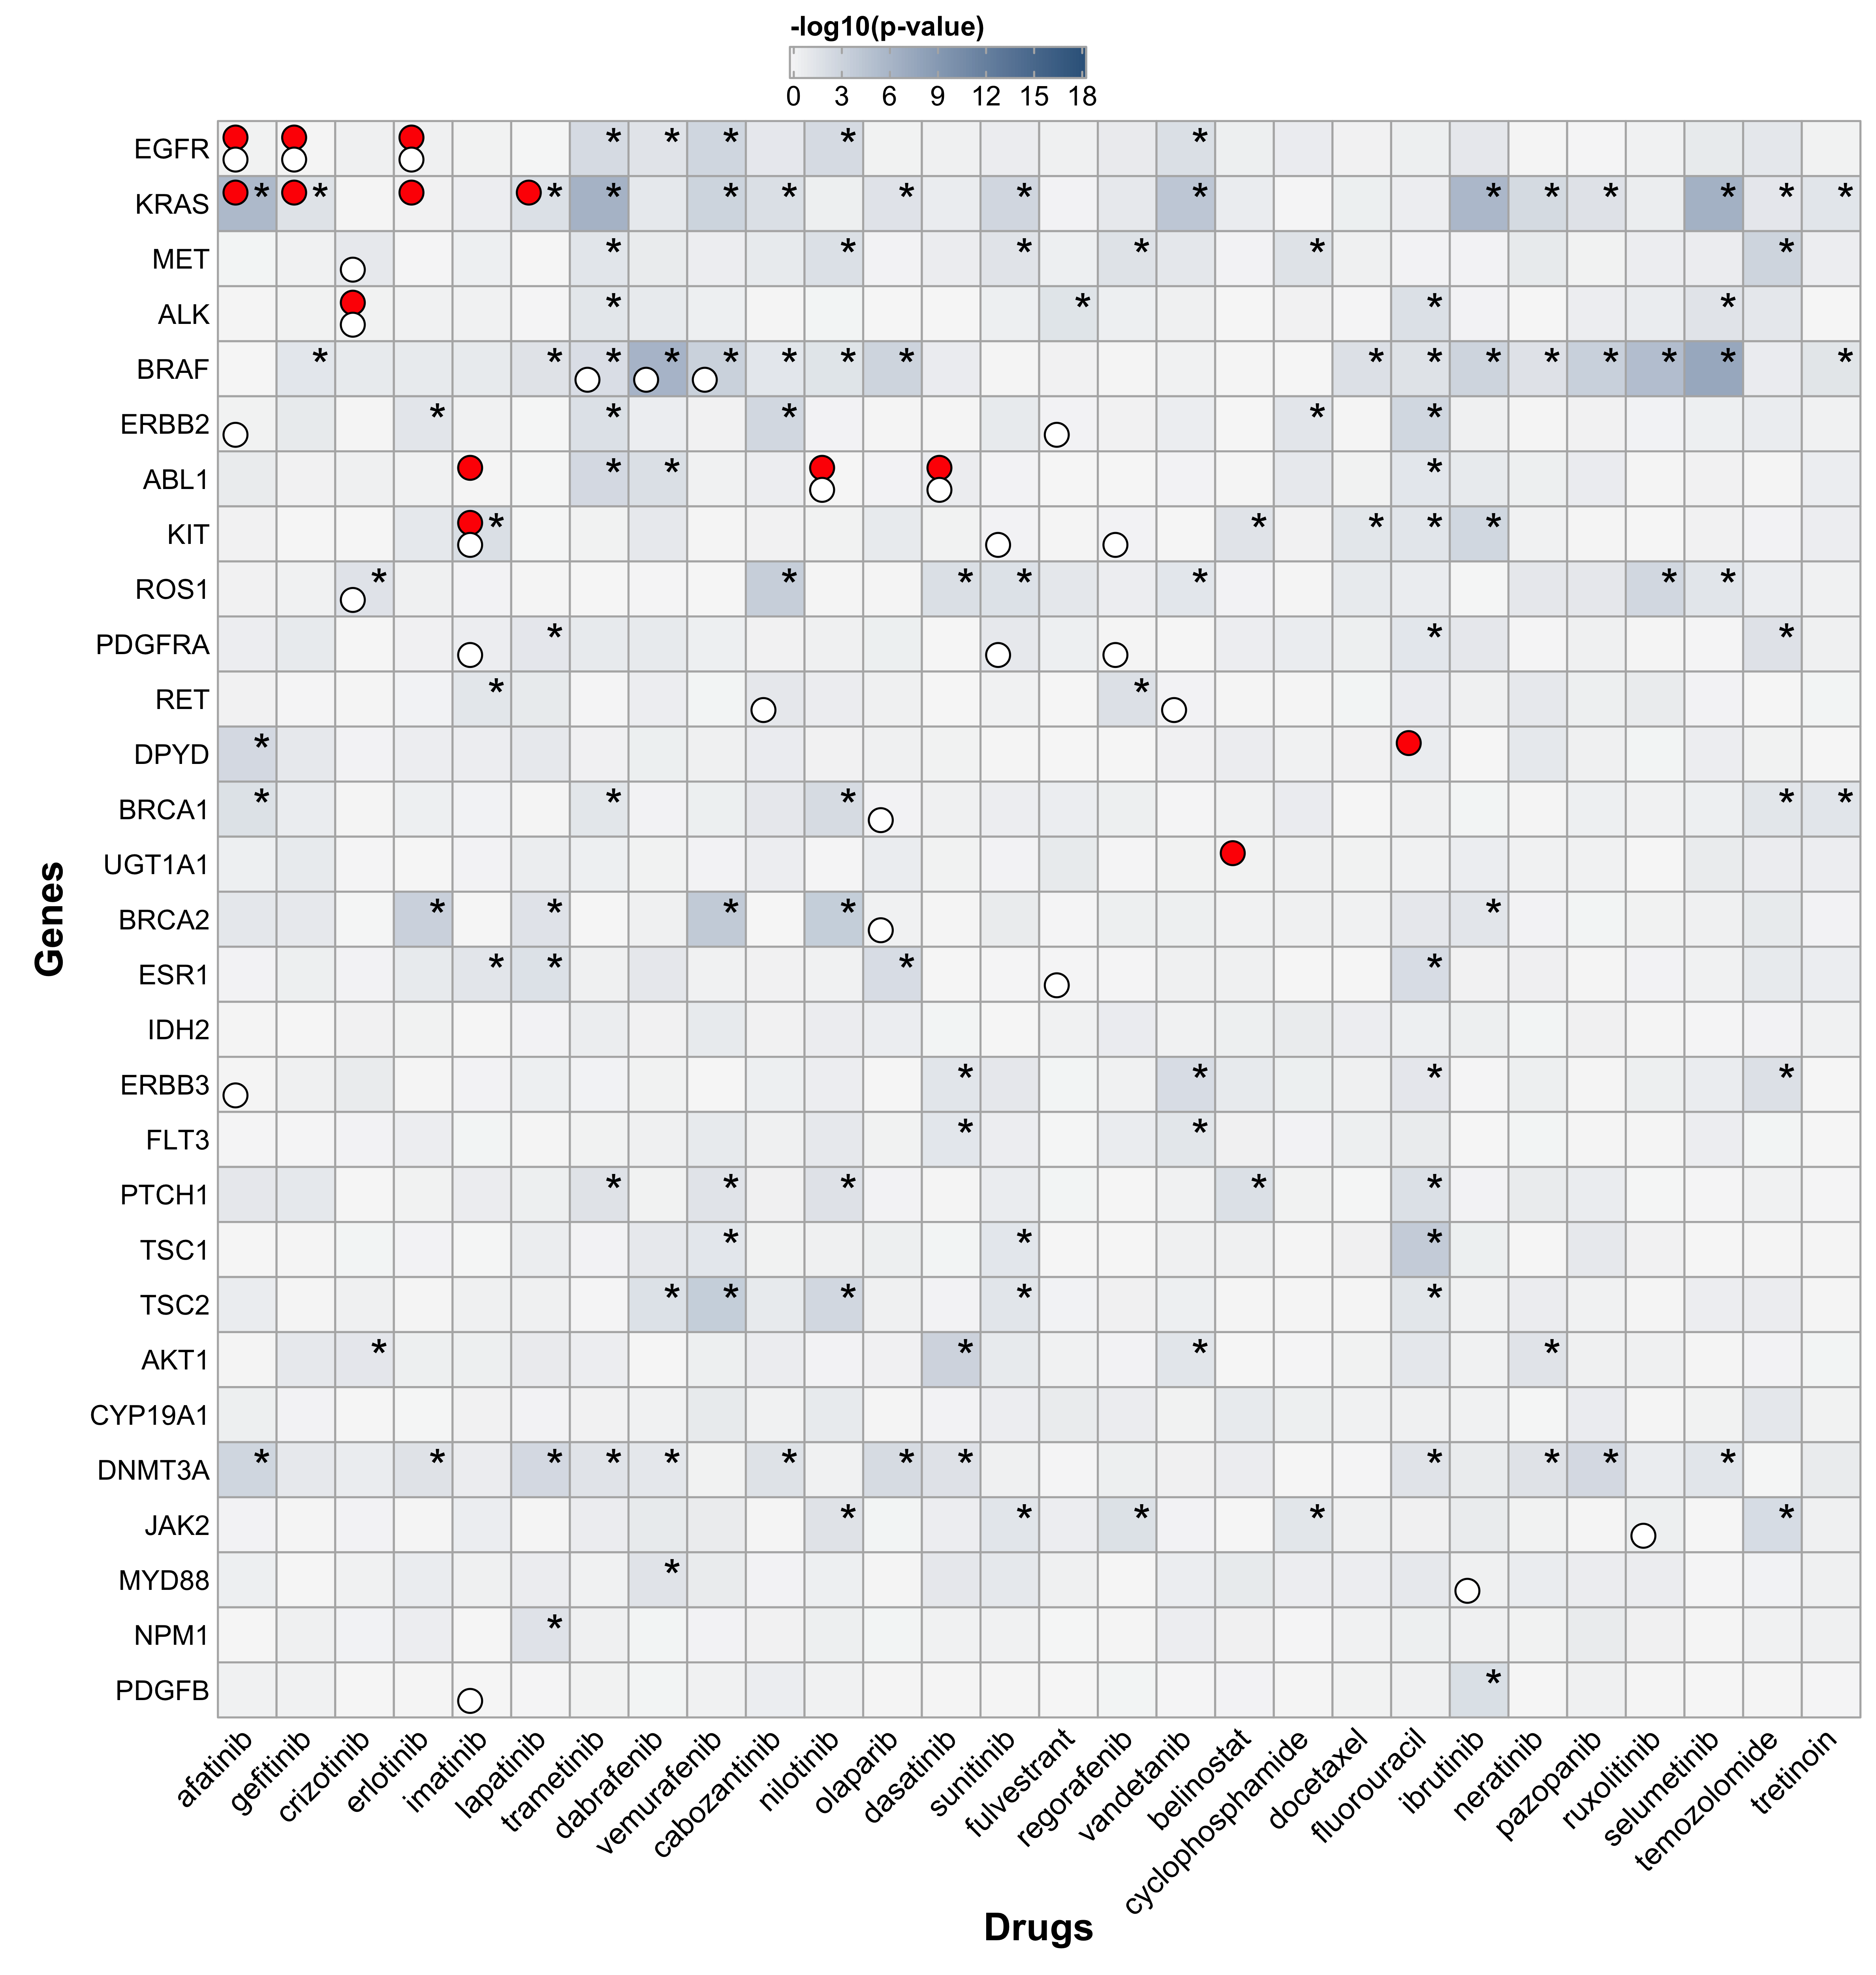 -log10(p-value)
0 3 6 9 12 15 18
EGFR
KRAS
MET
ALK
BRAF
ERBB2
ABL1
KIT
ROS1
PDGFRA
RET
DPYD
BRCA1
UGT1A1
BRCA2
ESR1
IDH2
ERBB3
FLT3
PTCH1
TSC1
TSC2
AKT1
CYP19A1
DNMT3A
JAK2
MYD88
NPM1
PDGFB
Genes
afatinib
gefitinib
crizotinib
erlotinib
imatinib
lapatinib
trametinib
dabrafenib
vemurafenib
cabozantinib
nilotinib
olaparib
dasatinib
sunitinib
fulvestrant
regorafenib
vandetanib
belinostat
cyclophosphamide
docetaxel
fluorouracil
ibrutinib
neratinib
pazopanib
ruxolitinib
selumetinib
temozolomide
tretinoin
Drugs